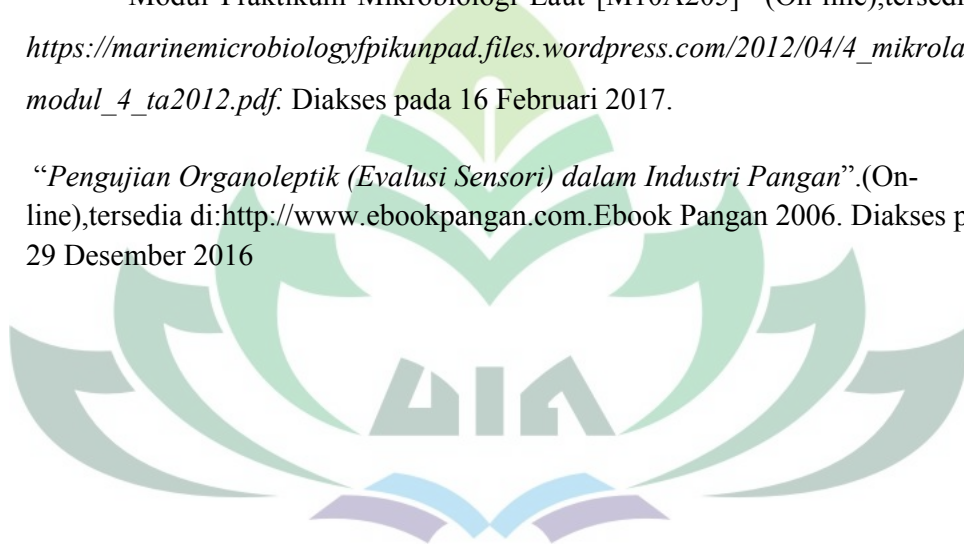 Modul Praktikum Mikrobiologi Laut [M10A205]" (On-line),tersedi
https://marinemicrobiologyfpikunpad.files.wordpress.com/2012/04/4_mikrola
modul_4_ta2012.pdf. Diakses pada 16 Februari 2017.
“Pengujian Organoleptik (Evalusi Sensori) dalam Industri Pangan”.(On-
line),tersedia di:http://www.ebookpangan.com.Ebook Pangan 2006. Diakses p
29 Desember 2016
UIN